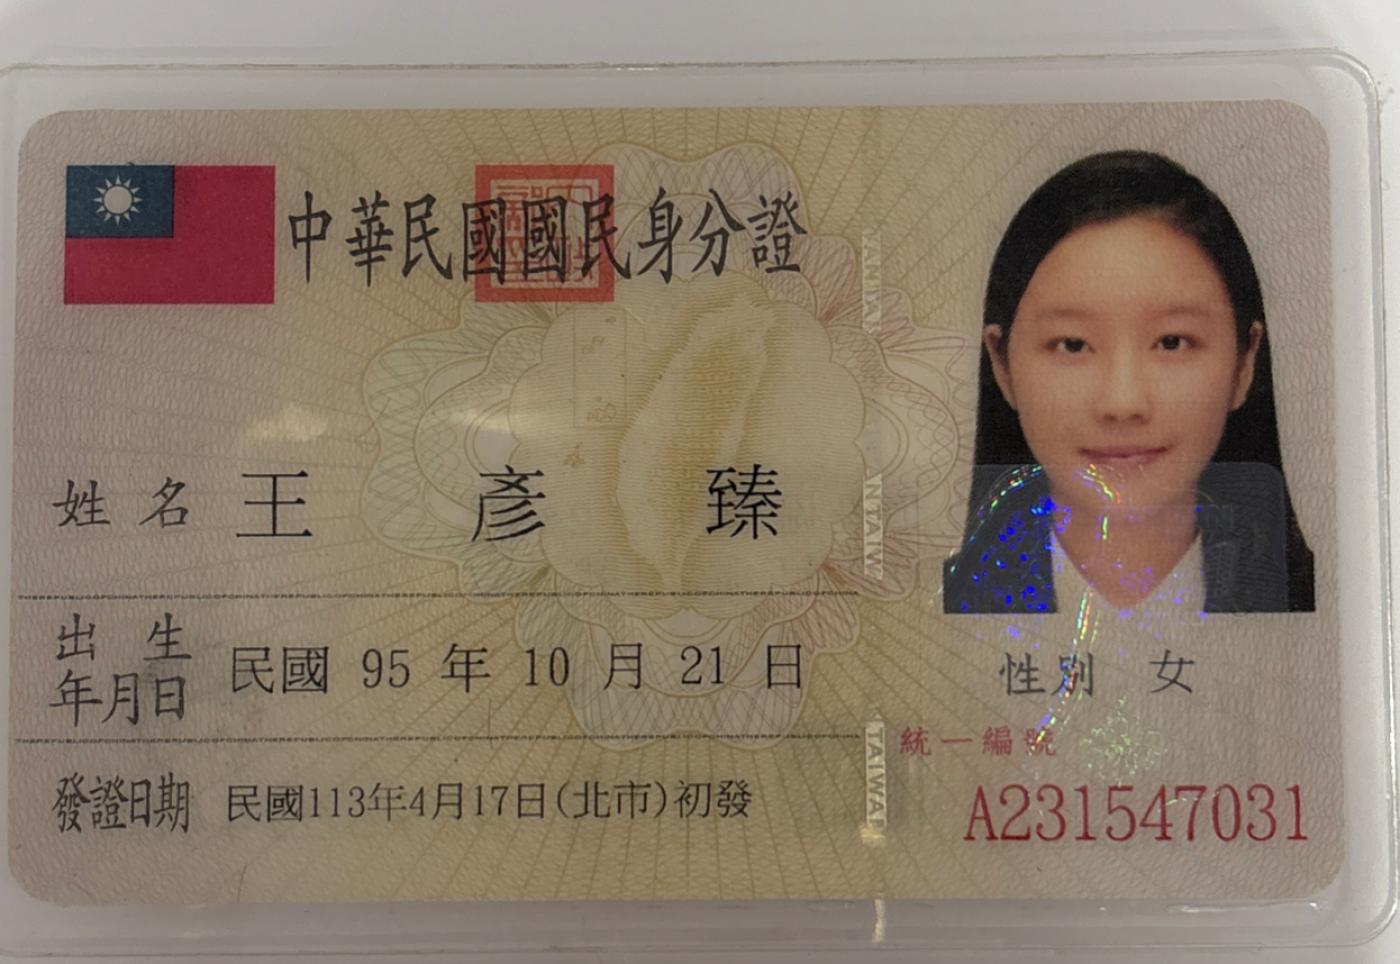 中華民國國民身分證
姓名 王彥臻
出生年月日 民國 95 年 10 月 21 日
性別 女
統一編號
A231547031
發證日期 民國113年4月17日(北市)初發
TAIWAN